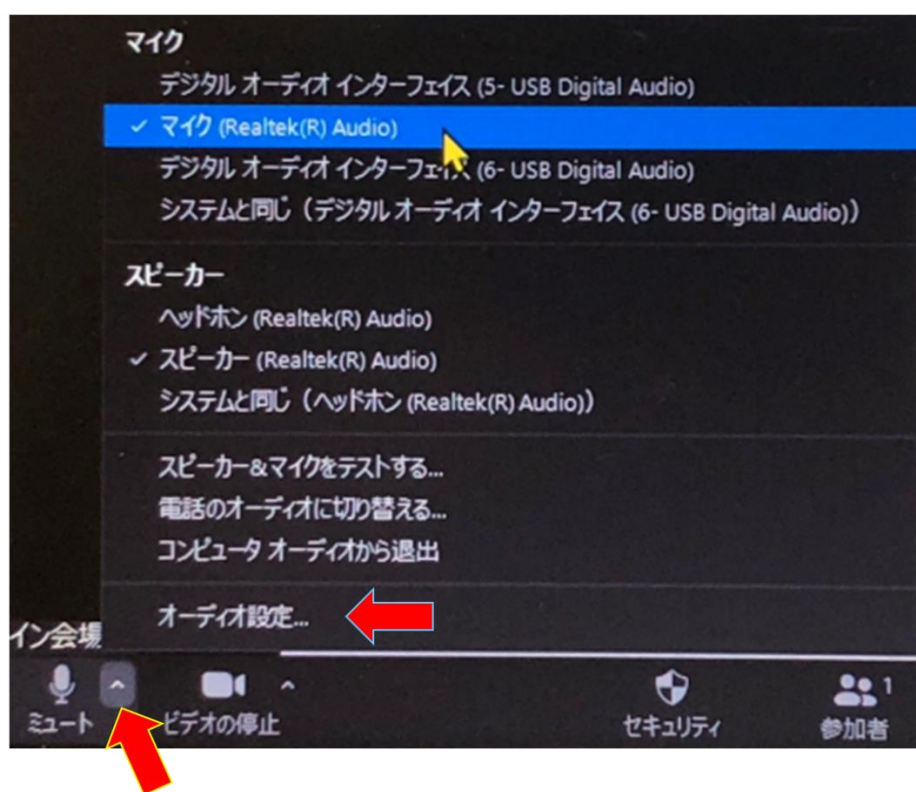 マイク
デジタル オーディオ インターフェイス (5- USB Digital Audio)
マイク (Realtek(R) Audio)
デジタル オーディオ インターフェイス (6- USB Digital Audio)
システムと同じ（デジタル オーディオ インターフェイス (6- USB Digital Audio)）
スピーカー
ヘッドホン (Realtek(R) Audio)
スピーカー (Realtek(R) Audio)
システムと同じ（ヘッドホン (Realtek(R) Audio)）
スピーカー&マイクをテストする...
電話のオーディオに切り替える...
コンピュータ オーディオから退出
オーディオ設定...
イン会場
1
ミュート ビデオの停止 セキュリティ 参加者